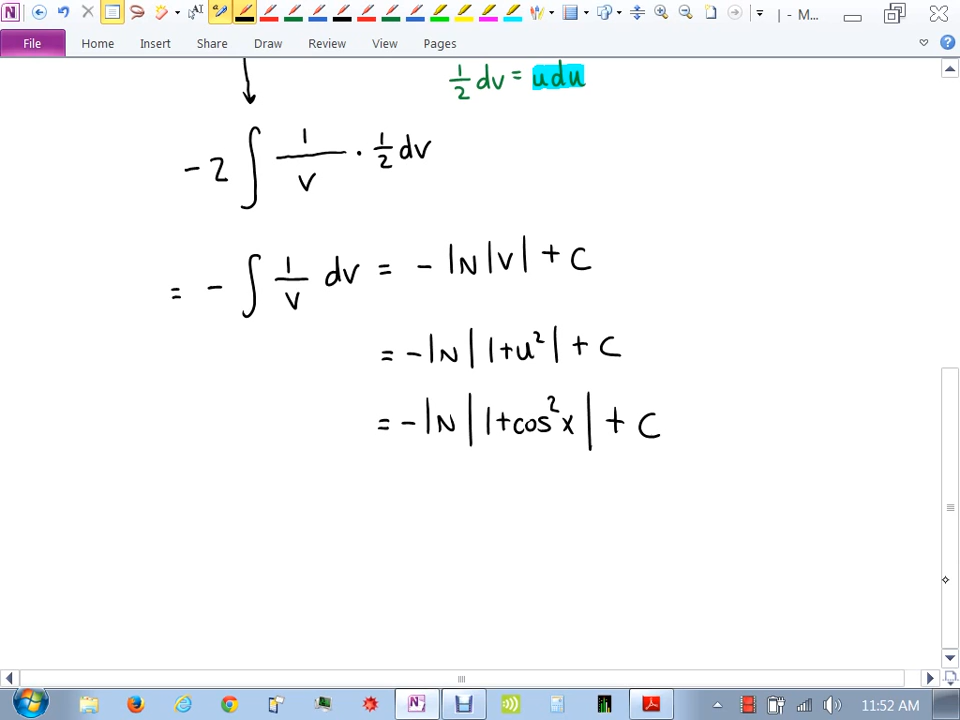 | - M...
File Home Insert Share Draw Review View Pages
½ dv = u du
-2 ∫ 1/v · ½ dv
= - ∫ 1/v dv = - lN |v| + C
= - lN | 1+u² | + C
= - lN | 1+cos²x | + C
11:52 AM